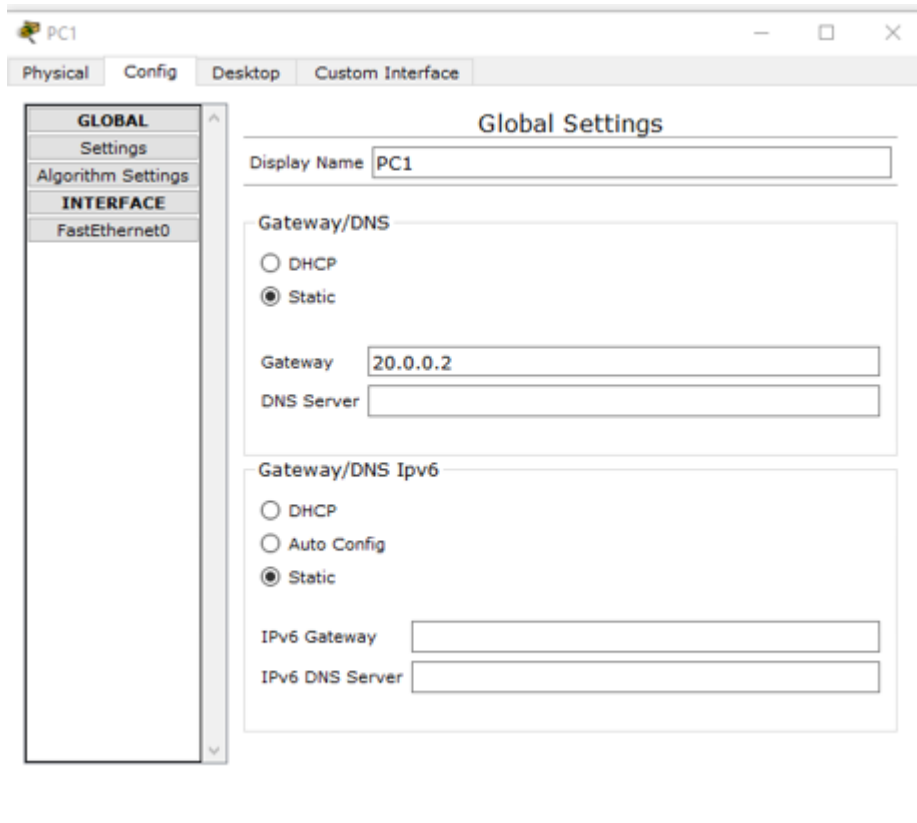 PC1
Physical Config Desktop Custom Interface
GLOBAL
Settings
Algorithm Settings
INTERFACE
FastEthernet0
Global Settings
Display Name PC1
Gateway/DNS
DHCP
Static
Gateway 20.0.0.2
DNS Server
Gateway/DNS Ipv6
DHCP
Auto Config
Static
IPv6 Gateway
IPv6 DNS Server